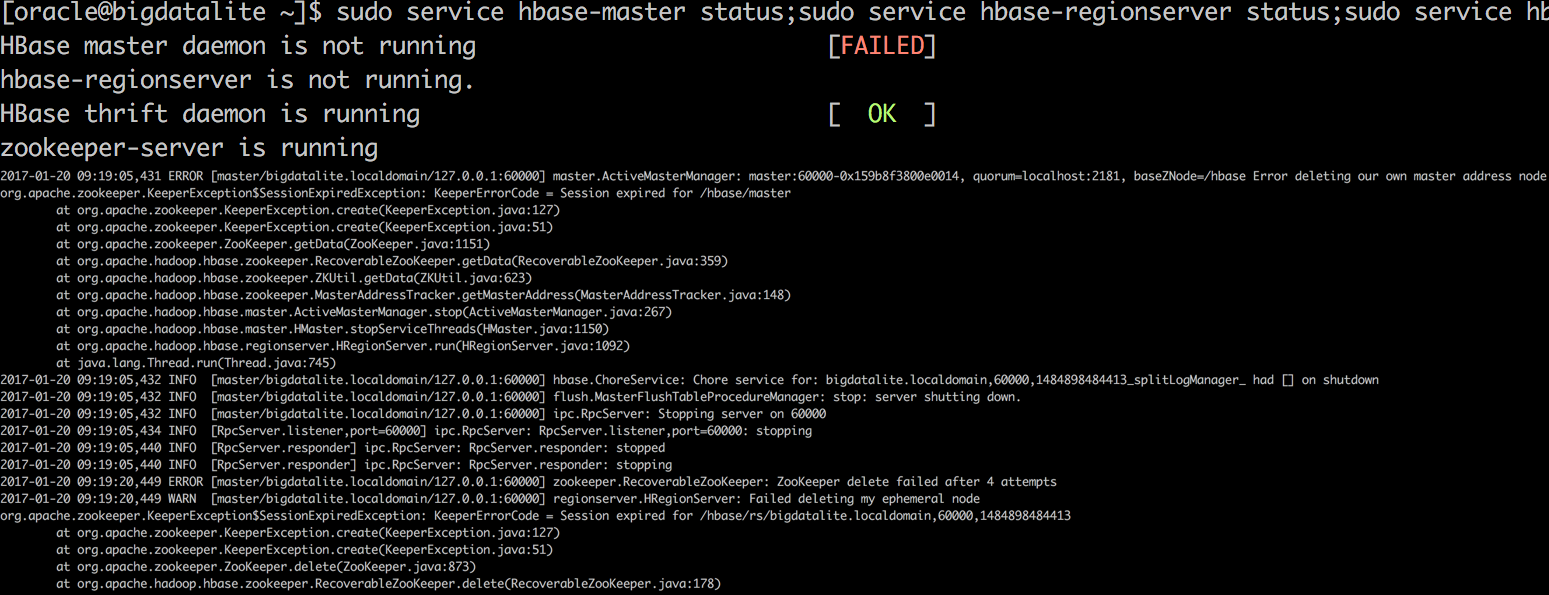 [oracle@bigdatalite ~]$ sudo service hbase-master status;sudo service hbase-regionserver status;sudo service hb
HBase master daemon is not running [FAILED]
hbase-regionserver is not running.
HBase thrift daemon is running [ OK ]
zookeeper-server is running
2017-01-20 09:19:05,431 ERROR [master/bigdatalite.localdomain/127.0.0.1:60000] master.ActiveMasterManager: master:60000-0x159b8f3800e0014, quorum=localhost:2181, baseZNode=/hbase Error deleting our own master address node
org.apache.zookeeper.KeeperException$SessionExpiredException: KeeperErrorCode = Session expired for /hbase/master
at org.apache.zookeeper.KeeperException.create(KeeperException.java:127)
at org.apache.zookeeper.KeeperException.create(KeeperException.java:51)
at org.apache.zookeeper.ZooKeeper.getData(ZooKeeper.java:1151)
at org.apache.hadoop.hbase.zookeeper.RecoverableZooKeeper.getData(RecoverableZooKeeper.java:359)
at org.apache.hadoop.hbase.zookeeper.ZKUtil.getData(ZKUtil.java:623)
at org.apache.hadoop.hbase.zookeeper.MasterAddressTracker.getMasterAddress(MasterAddressTracker.java:148)
at org.apache.hadoop.hbase.master.ActiveMasterManager.stop(ActiveMasterManager.java:267)
at org.apache.hadoop.hbase.master.HMaster.stopServiceThreads(HMaster.java:1150)
at org.apache.hadoop.hbase.regionserver.HRegionServer.run(HRegionServer.java:1092)
at java.lang.Thread.run(Thread.java:745)
2017-01-20 09:19:05,432 INFO  [master/bigdatalite.localdomain/127.0.0.1:60000] hbase.ChoreService: Chore service for: bigdatalite.localdomain,60000,1484898484413_splitLogManager_ had [] on shutdown
2017-01-20 09:19:05,432 INFO  [master/bigdatalite.localdomain/127.0.0.1:60000] flush.MasterFlushTableProcedureManager: stop: server shutting down.
2017-01-20 09:19:05,432 INFO  [master/bigdatalite.localdomain/127.0.0.1:60000] ipc.RpcServer: Stopping server on 60000
2017-01-20 09:19:05,434 INFO  [RpcServer.listener,port=60000] ipc.RpcServer: RpcServer.listener,port=60000: stopping
2017-01-20 09:19:05,440 INFO  [RpcServer.responder] ipc.RpcServer: RpcServer.responder: stopped
2017-01-20 09:19:05,440 INFO  [RpcServer.responder] ipc.RpcServer: RpcServer.responder: stopping
2017-01-20 09:19:20,449 ERROR [master/bigdatalite.localdomain/127.0.0.1:60000] zookeeper.RecoverableZooKeeper: ZooKeeper delete failed after 4 attempts
2017-01-20 09:19:20,449 WARN  [master/bigdatalite.localdomain/127.0.0.1:60000] regionserver.HRegionServer: Failed deleting my ephemeral node
org.apache.zookeeper.KeeperException$SessionExpiredException: KeeperErrorCode = Session expired for /hbase/rs/bigdatalite.localdomain,60000,1484898484413
at org.apache.zookeeper.KeeperException.create(KeeperException.java:127)
at org.apache.zookeeper.KeeperException.create(KeeperException.java:51)
at org.apache.zookeeper.ZooKeeper.delete(ZooKeeper.java:873)
at org.apache.hadoop.hbase.zookeeper.RecoverableZooKeeper.delete(RecoverableZooKeeper.java:178)